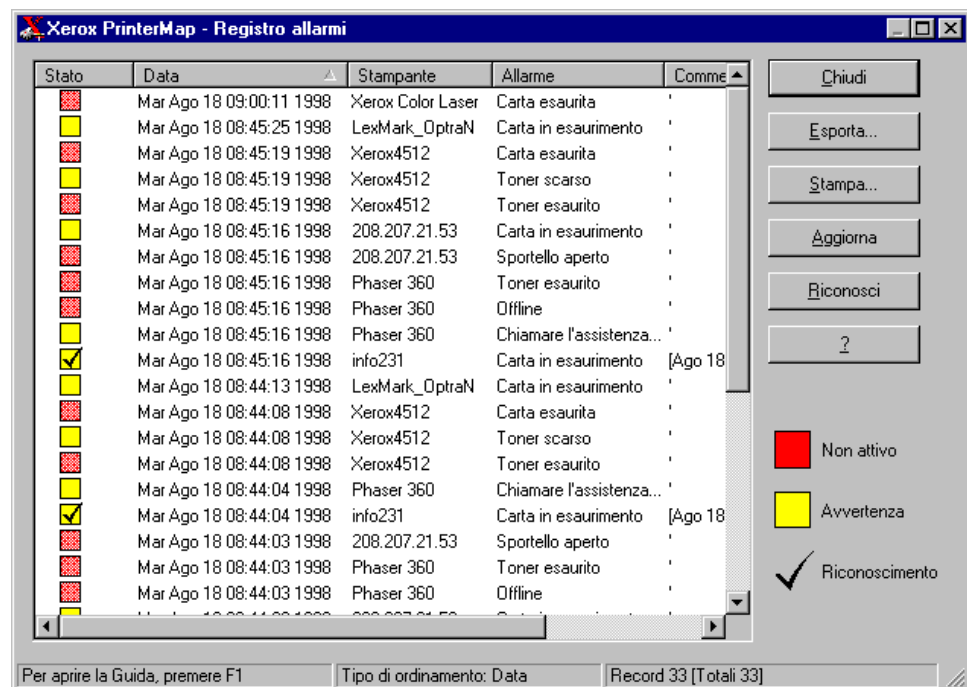 Xerox PrinterMap - Registro allarmi
Stato Data Stampante Allarme Comme
Mar Ago 18 09:00:11 1998 Xerox Color Laser Carta esaurita '
Mar Ago 18 08:45:25 1998 LexMark_OptraN Carta in esaurimento '
Mar Ago 18 08:45:19 1998 Xerox4512 Carta esaurita '
Mar Ago 18 08:45:19 1998 Xerox4512 Toner scarso '
Mar Ago 18 08:45:19 1998 Xerox4512 Toner esaurito '
Mar Ago 18 08:45:16 1998 208.207.21.53 Carta in esaurimento '
Mar Ago 18 08:45:16 1998 208.207.21.53 Sportello aperto '
Mar Ago 18 08:45:16 1998 Phaser 360 Toner esaurito '
Mar Ago 18 08:45:16 1998 Phaser 360 Offline '
Mar Ago 18 08:45:16 1998 Phaser 360 Chiamare l'assistenza... '
Mar Ago 18 08:45:16 1998 info231 Carta in esaurimento [Ago 18
Mar Ago 18 08:44:13 1998 LexMark_OptraN Carta in esaurimento '
Mar Ago 18 08:44:08 1998 Xerox4512 Carta esaurita '
Mar Ago 18 08:44:08 1998 Xerox4512 Toner scarso '
Mar Ago 18 08:44:08 1998 Xerox4512 Toner esaurito '
Mar Ago 18 08:44:04 1998 Phaser 360 Chiamare l'assistenza... '
Mar Ago 18 08:44:04 1998 info231 Carta in esaurimento [Ago 18
Mar Ago 18 08:44:03 1998 208.207.21.53 Sportello aperto '
Mar Ago 18 08:44:03 1998 Phaser 360 Toner esaurito '
Mar Ago 18 08:44:03 1998 Phaser 360 Offline '
Chiudi
Esporta...
Stampa...
Aggiorna
Riconosci
?
Non attivo
Avvertenza
Riconoscimento
Per aprire la Guida, premere F1 Tipo di ordinamento: Data Record 33 [Totali 33]